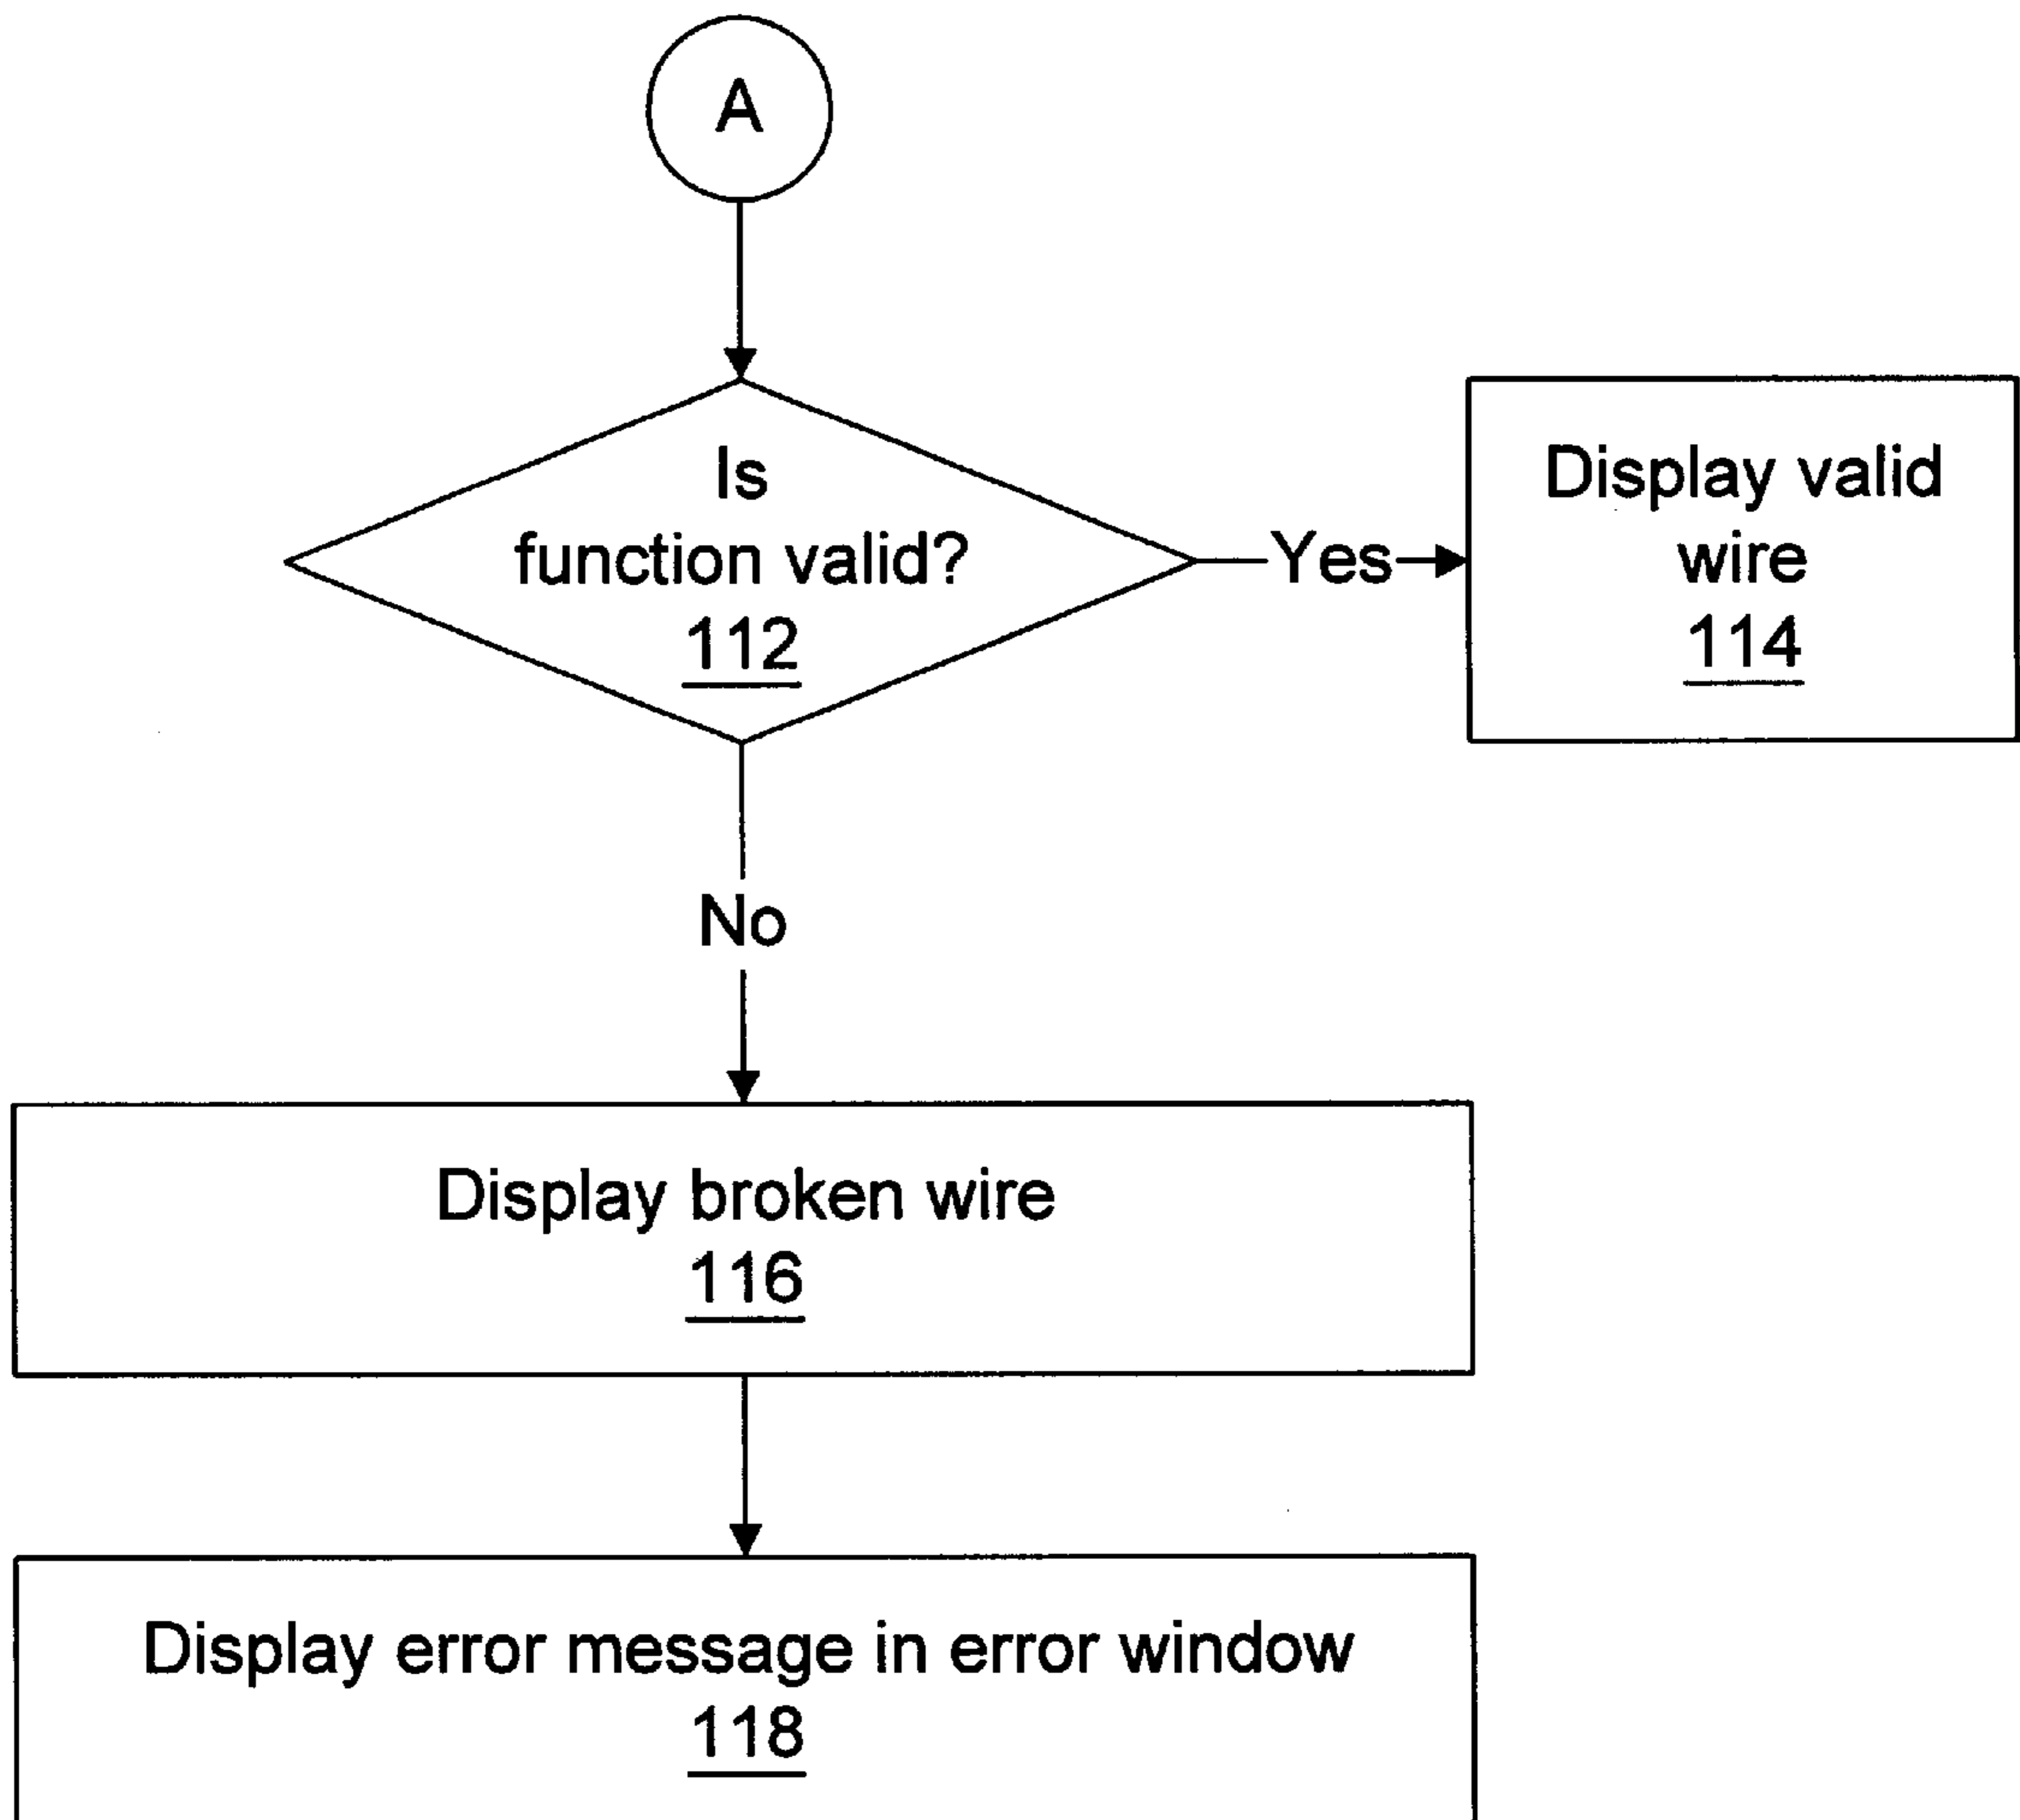 A
Is
function valid?
112
Yes
Display valid
wire
114
No
Display broken wire
116
Display error message in error window
118